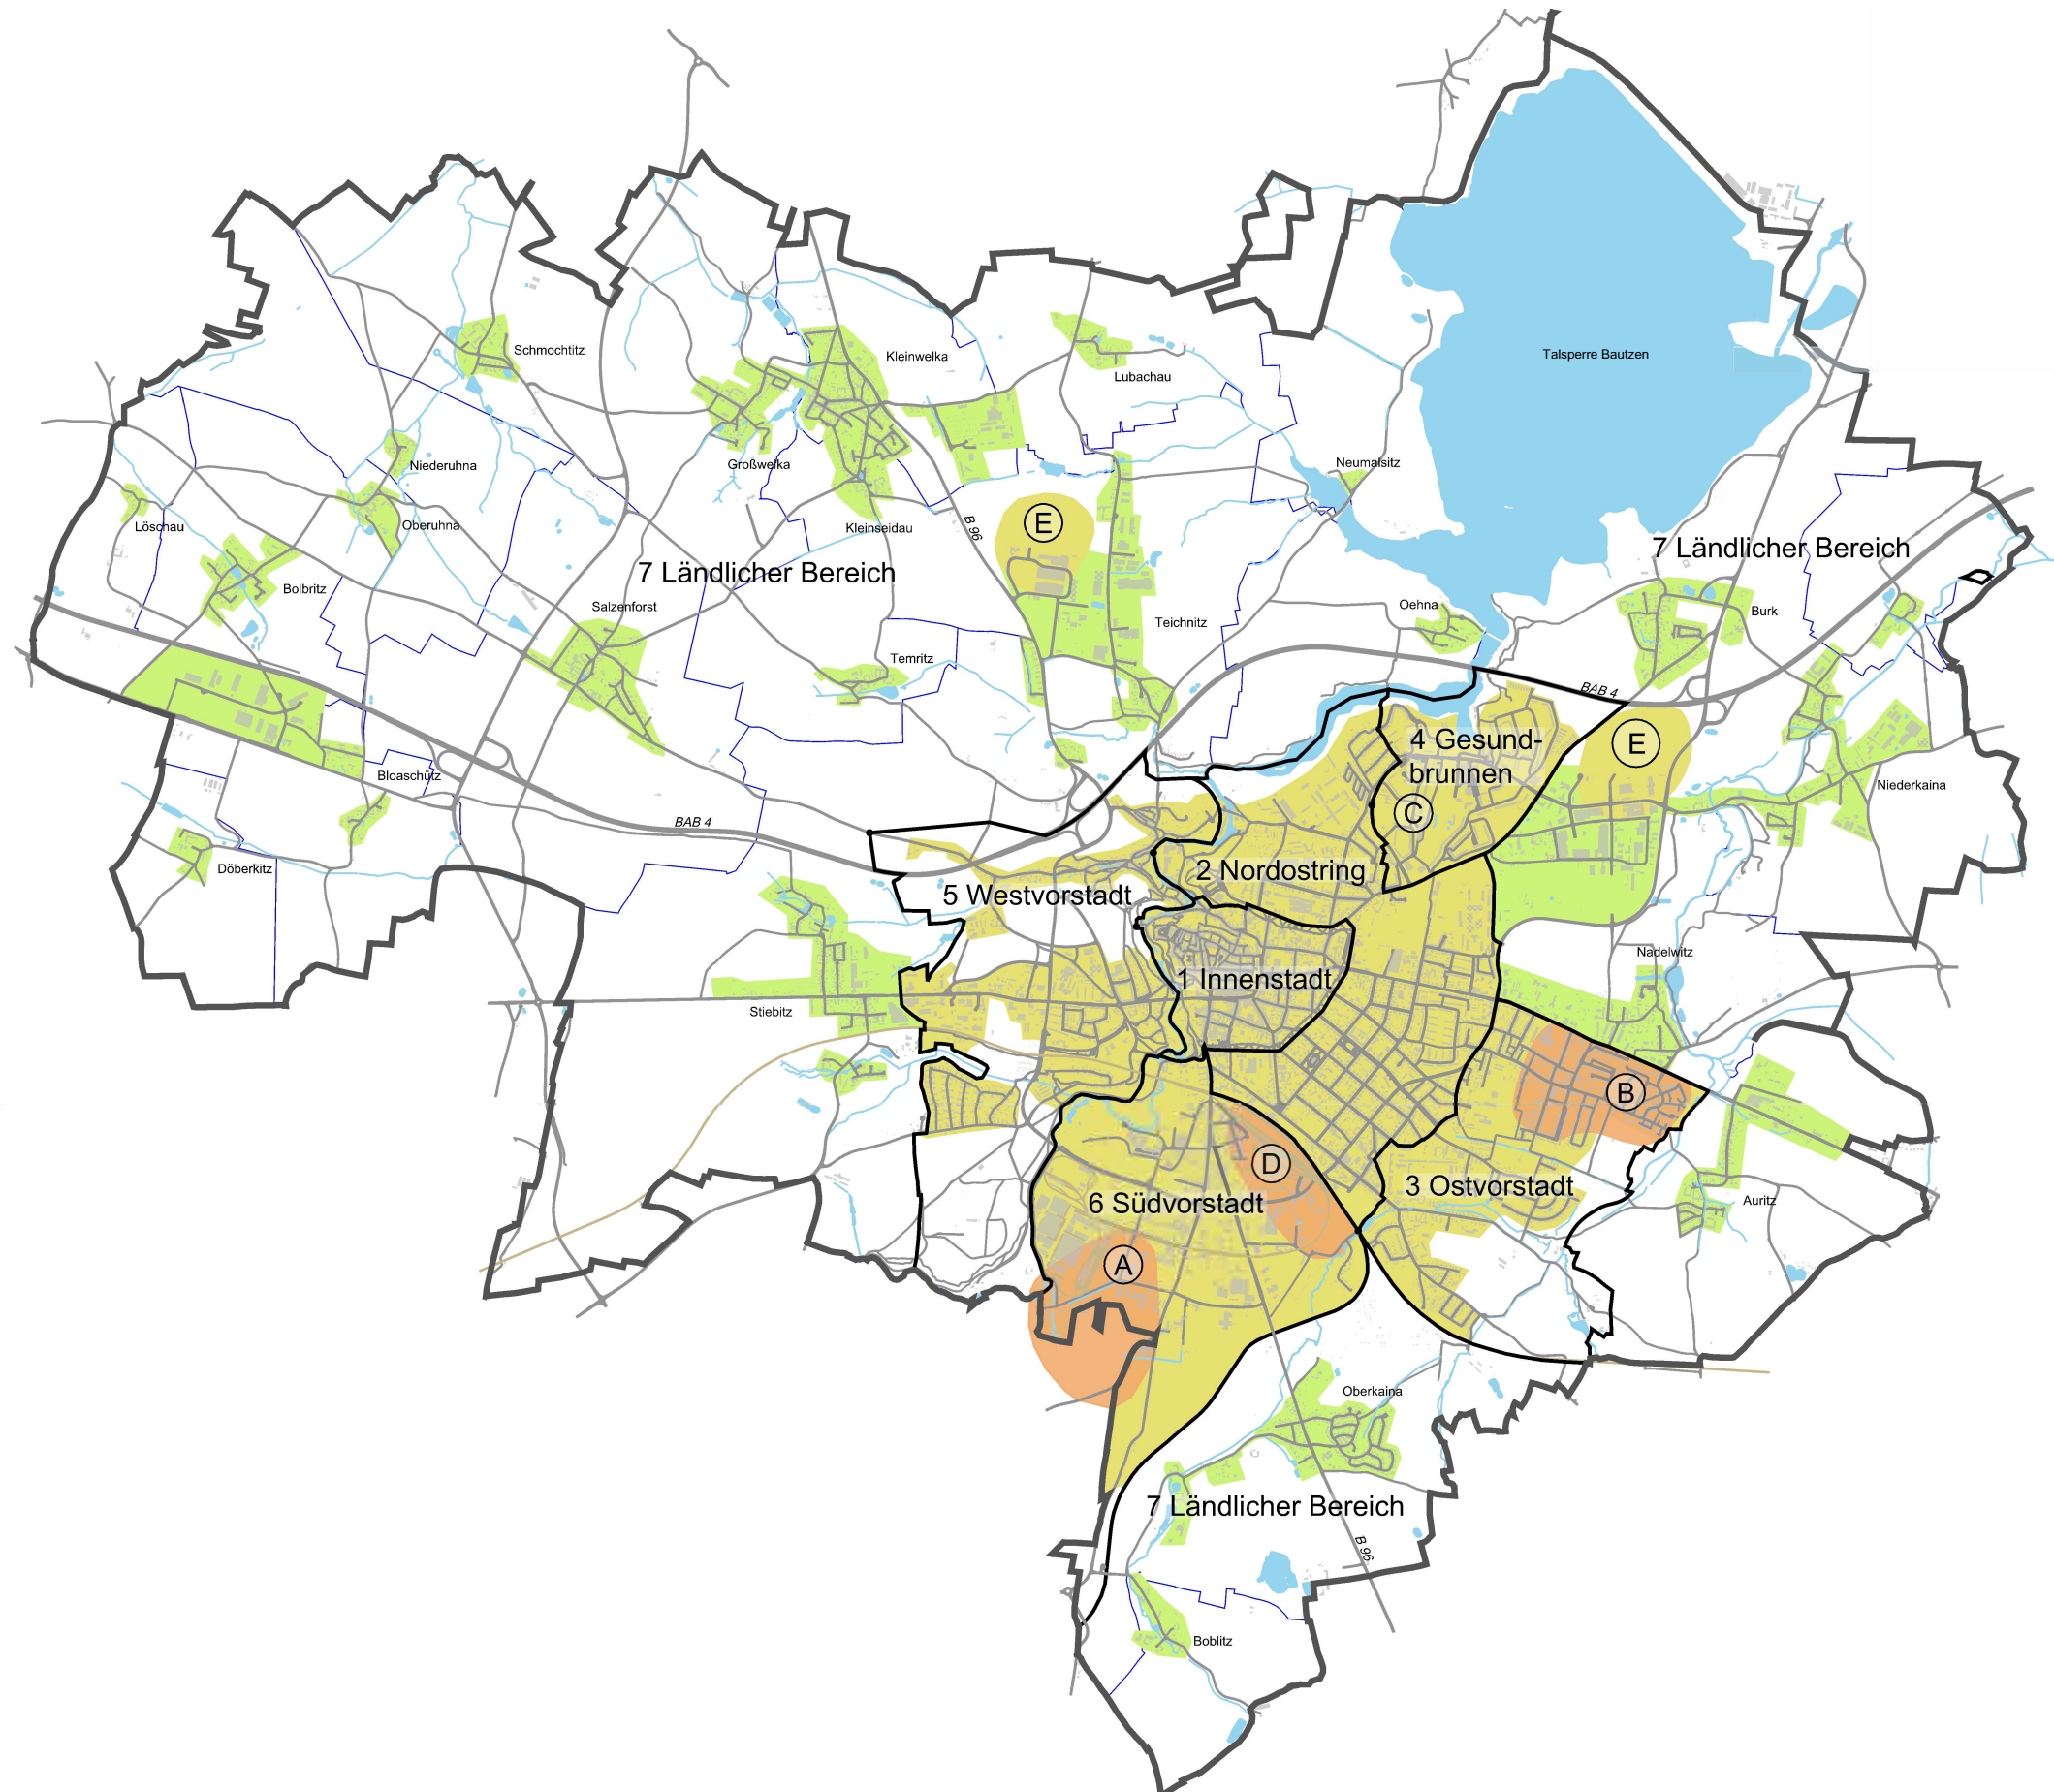 Schmochtitz
Kleinwelka
Talsperre Bautzen
Lubachau
Niederuhna
Großwelka
Neumalsitz
Löschau
Oberuhna
Kleinseidau
B 96
E
7 Ländlicher Bereich
7 Ländlicher Bereich
Bolbritz
Salzenforst
Oehna
Burk
Teichnitz
Temritz
BAB 4
4 Gesund-
brunnen
E
Bloaschütz
Niederkaina
C
BAB 4
Döberkitz
2 Nordostring
5 Westvorstadt
Nadelwitz
1 Innenstadt
Stiebitz
B
D
3 Ostvorstadt
6 Südvorstadt
Auritz
A
Oberkaina
7 Ländlicher Bereich
B 96
Boblitz